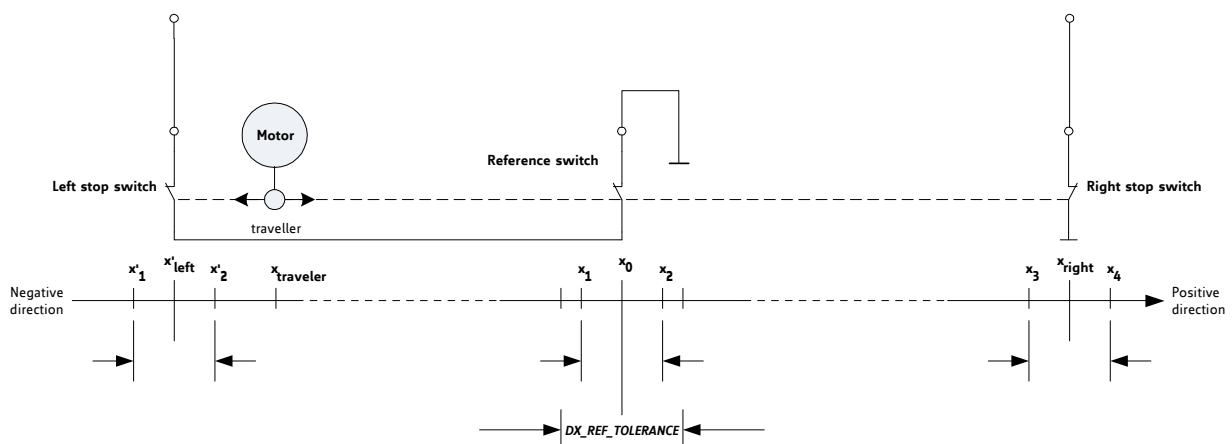 Motor
Reference switch
Left stop switch
Right stop switch
traveller
x'1
x'left
x'2
xtraveler
x1
x0
x2
x3
xright
x4
Negative
direction
Positive
direction
DX_REF_TOLERANCE